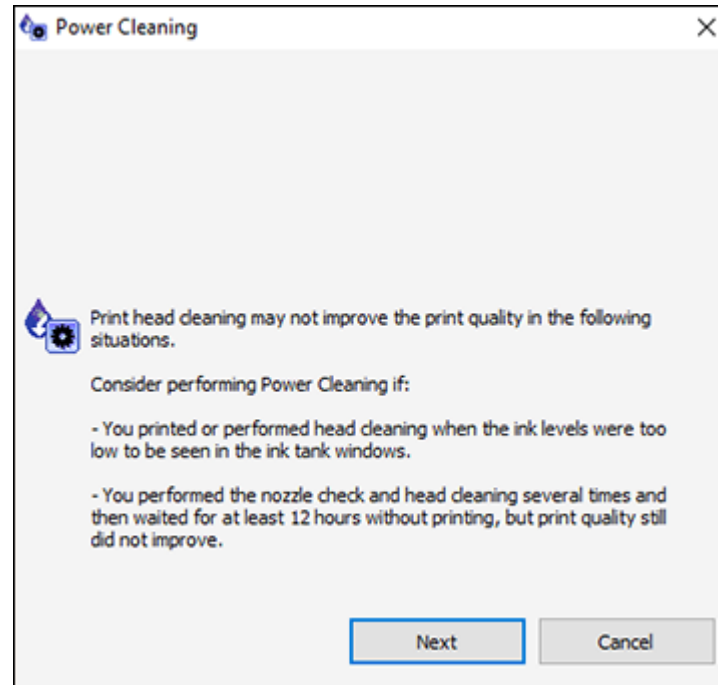 Power Cleaning
Print head cleaning may not improve the print quality in the following
situations.
Consider performing Power Cleaning if:
- You printed or performed head cleaning when the ink levels were too
low to be seen in the ink tank windows.
- You performed the nozzle check and head cleaning several times and
then waited for at least 12 hours without printing, but print quality still
did not improve.
Next
Cancel